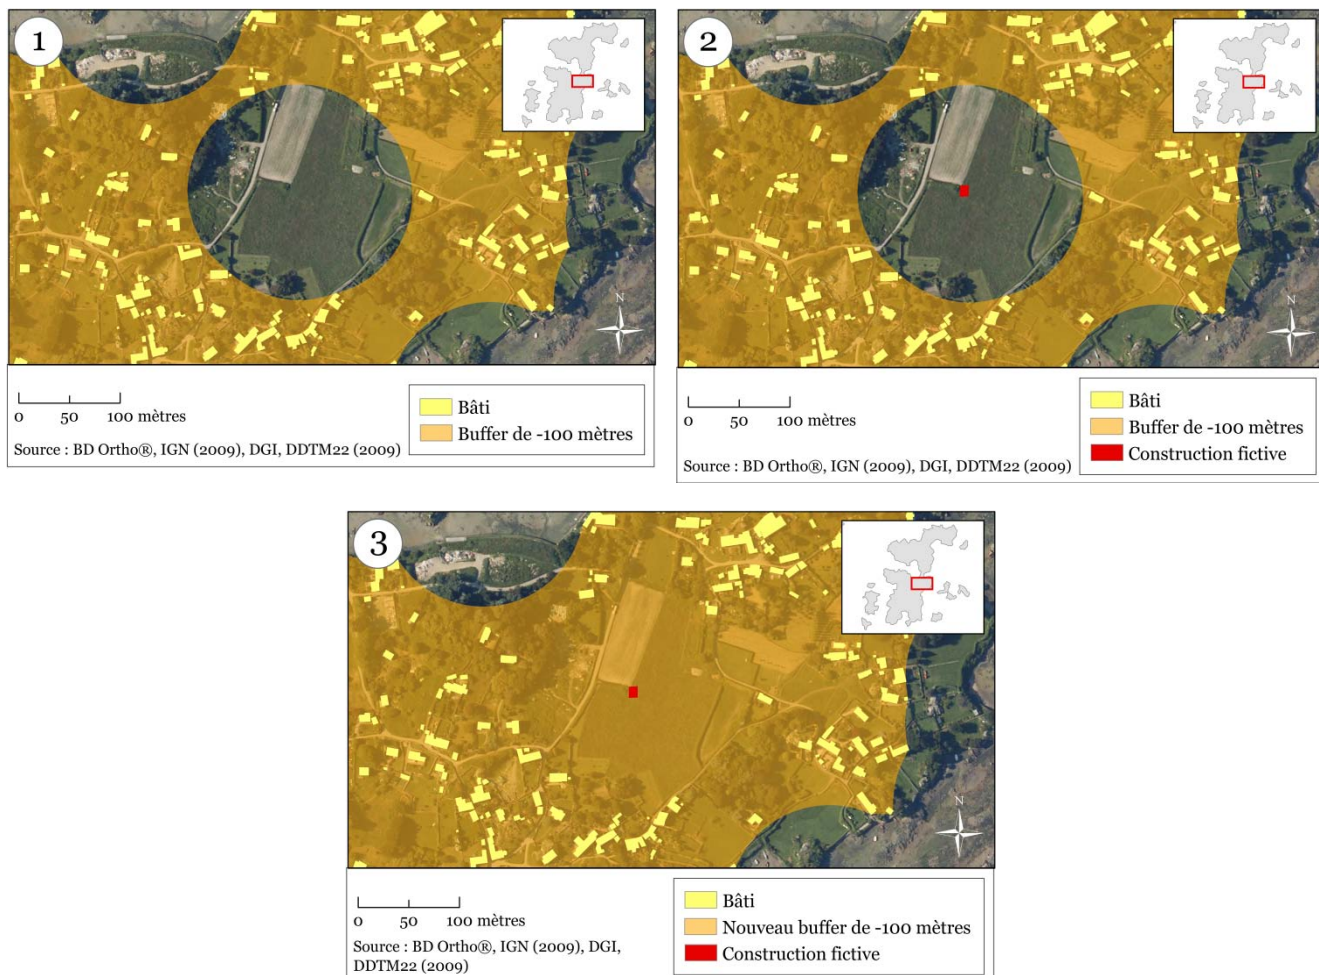 1
N
0 50 100 mètres
Bâti
Buffer de -100 mètres
Source : BD Ortho®, IGN (2009), DGI, DDTM22 (2009)
2
N
0 50 100 mètres
Bâti
Buffer de -100 mètres
Construction fictive
Source : BD Ortho®, IGN (2009), DGI, DDTM22 (2009)
3
N
0 50 100 mètres
Bâti
Nouveau buffer de -100 mètres
Construction fictive
Source : BD Ortho®, IGN (2009), DGI,
DDTM22 (2009)